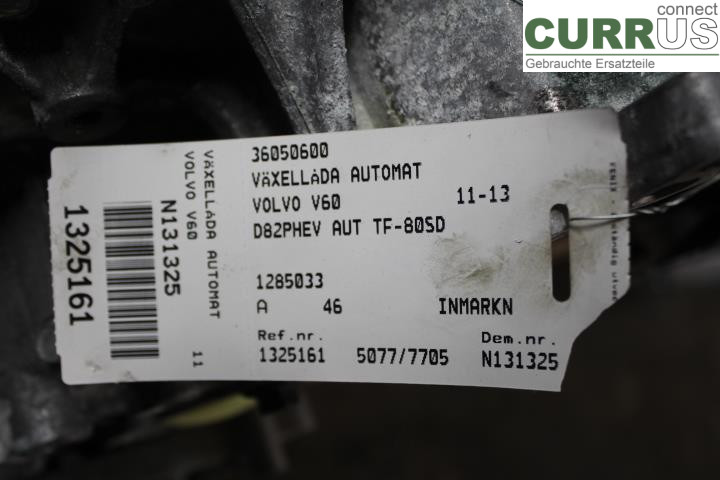 connect
CURRUS
Gebrauchte Ersatzteile
36050600
VÄXELLÅDA AUTOMAT
VOLVO V60 11-13
D82PHEV AUT TF-80SD
1285033
A 46 INMARKN
Ref.nr. Dem.nr.
1325161 5077/7705 N131325
VÄXELLÅDA AUTOMAT
VOLVO V60 11
N131325
1325161
FENIX